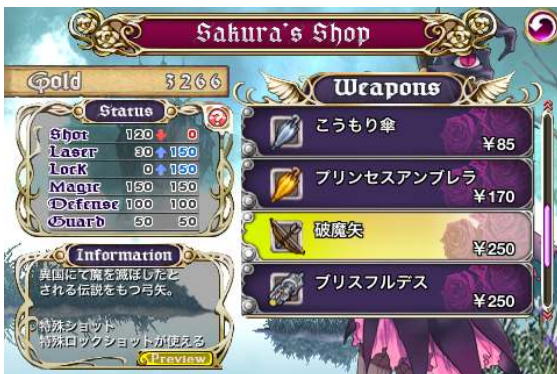 Sakura's Shop
Gold 3266
Status
Shot 120 0
Laser 30 150
Lock 0 150
Magic 150 150
Defense 100 100
Guard 50 50
Information
異国にて魔を滅ぼしたと
される伝説をもつ弓矢。
○特殊ショット
特殊ロックショットが使える
Preview
Weapons
こうもり傘
¥85
プリンセスアンブレラ
¥170
破魔矢
¥250
ブリスフルデス
¥250